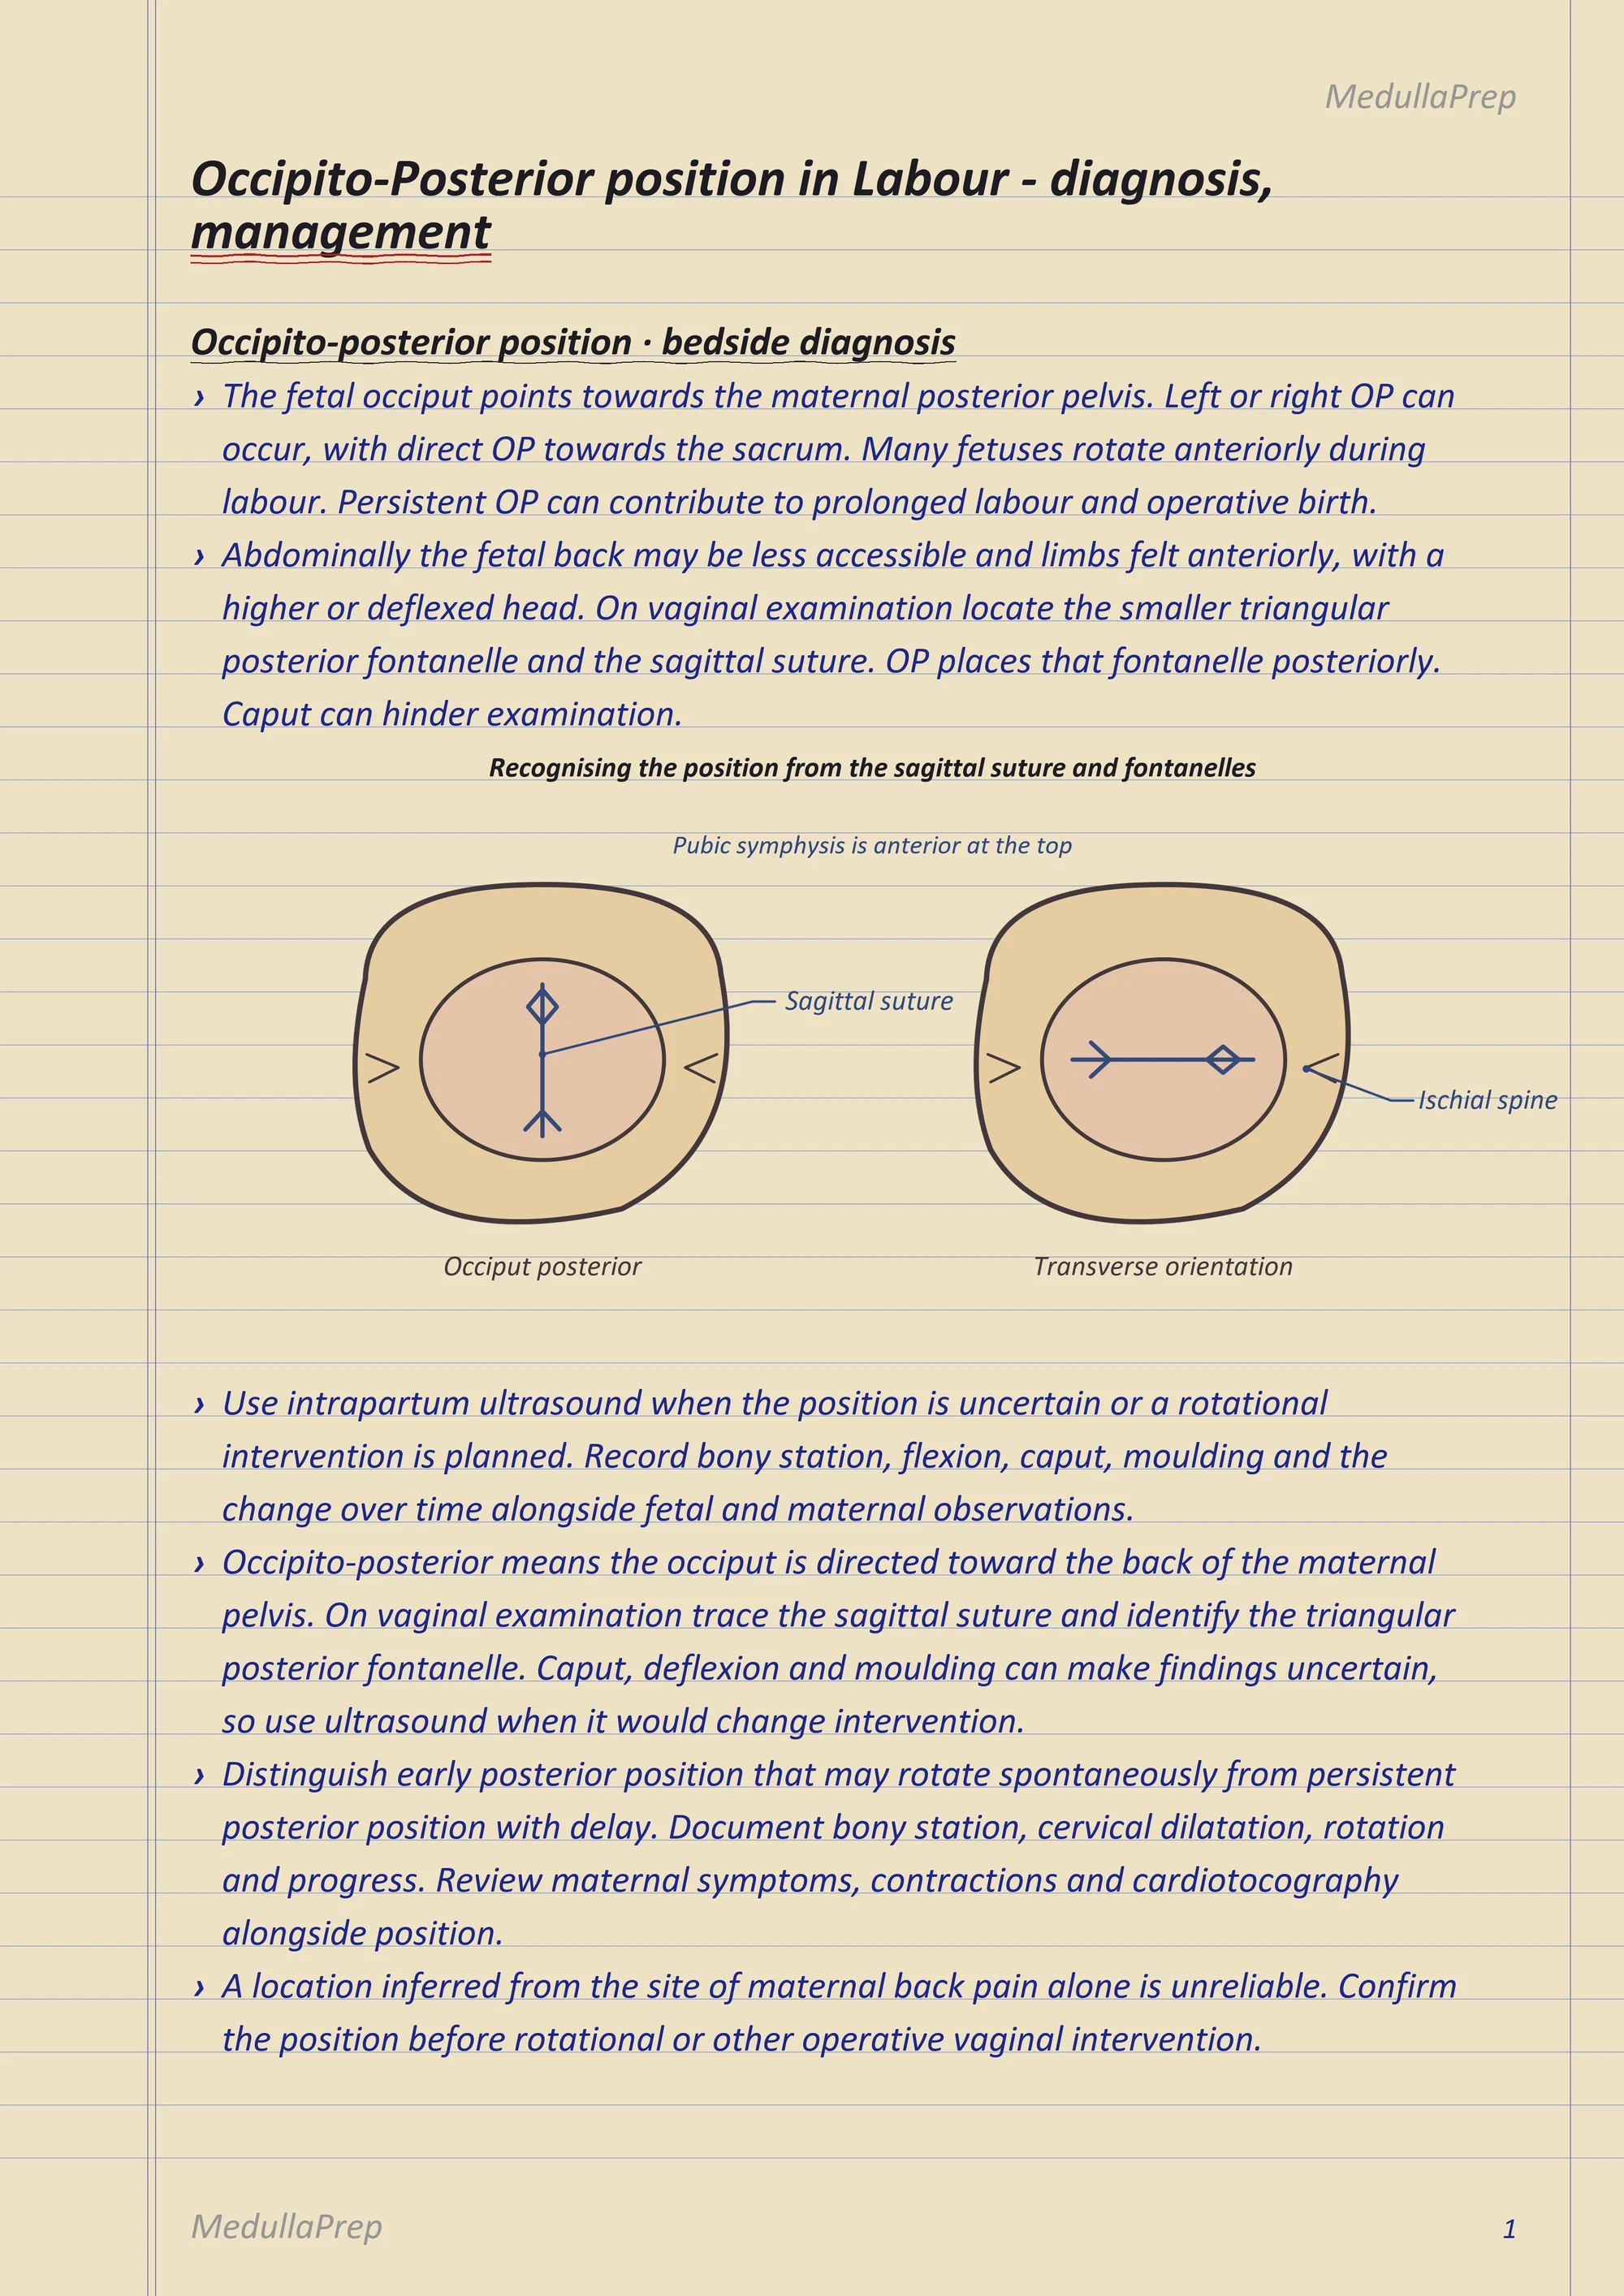 MedullaPrep
Occipito-Posterior position in Labour - diagnosis,
management
Occipito-posterior position · bedside diagnosis
› The fetal occiput points towards the maternal posterior pelvis. Left or right OP can
occur, with direct OP towards the sacrum. Many fetuses rotate anteriorly during
labour. Persistent OP can contribute to prolonged labour and operative birth.
› Abdominally the fetal back may be less accessible and limbs felt anteriorly, with a
higher or deflexed head. On vaginal examination locate the smaller triangular
posterior fontanelle and the sagittal suture. OP places that fontanelle posteriorly.
Caput can hinder examination.
Recognising the position from the sagittal suture and fontanelles
Pubic symphysis is anterior at the top
Sagittal suture
Ischial spine
Occiput posterior
Transverse orientation
› Use intrapartum ultrasound when the position is uncertain or a rotational
intervention is planned. Record bony station, flexion, caput, moulding and the
change over time alongside fetal and maternal observations.
› Occipito-posterior means the occiput is directed toward the back of the maternal
pelvis. On vaginal examination trace the sagittal suture and identify the triangular
posterior fontanelle. Caput, deflexion and moulding can make findings uncertain,
so use ultrasound when it would change intervention.
› Distinguish early posterior position that may rotate spontaneously from persistent
posterior position with delay. Document bony station, cervical dilatation, rotation
and progress. Review maternal symptoms, contractions and cardiotocography
alongside position.
› A location inferred from the site of maternal back pain alone is unreliable. Confirm
the position before rotational or other operative vaginal intervention.
MedullaPrep
1